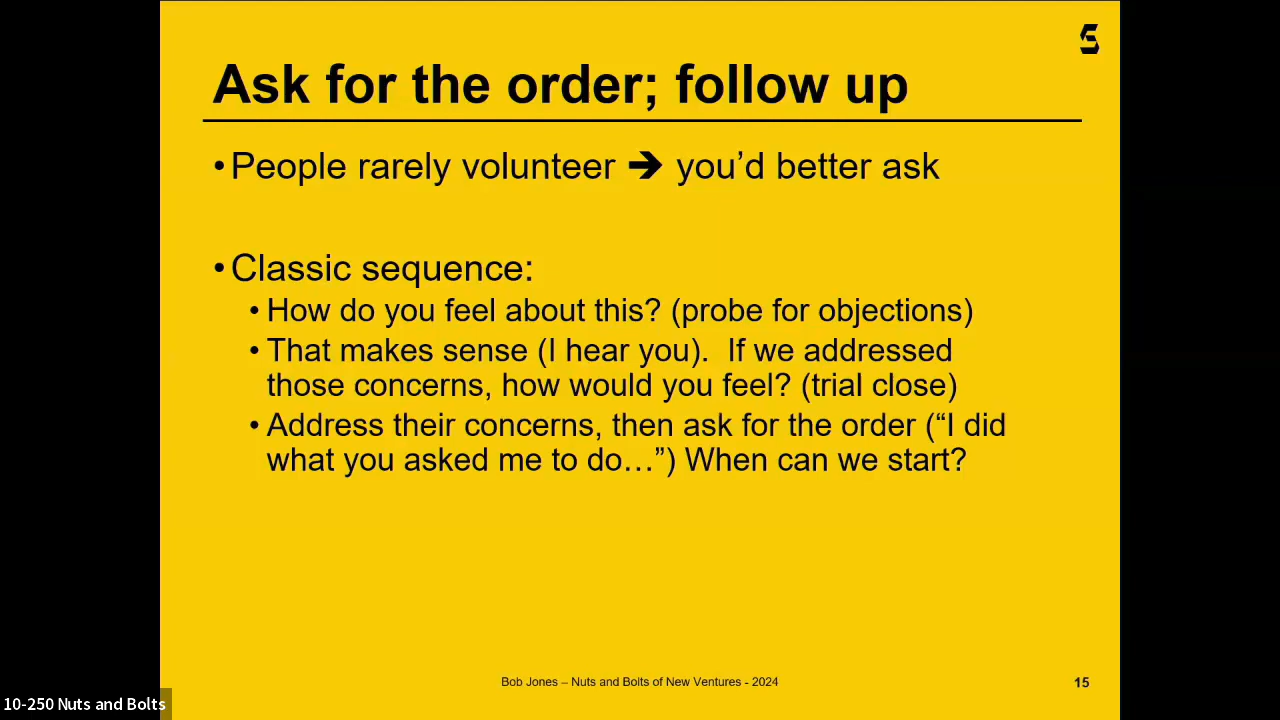 Ask for the order; follow up
•People rarely volunteer ➔ you’d better ask
•Classic sequence:
• How do you feel about this? (probe for objections)
• That makes sense (I hear you).  If we addressed
those concerns, how would you feel? (trial close)
• Address their concerns, then ask for the order (“I did
what you asked me to do…”) When can we start?
Bob Jones – Nuts and Bolts of New Ventures - 2024
15
10-250 Nuts and Bolts